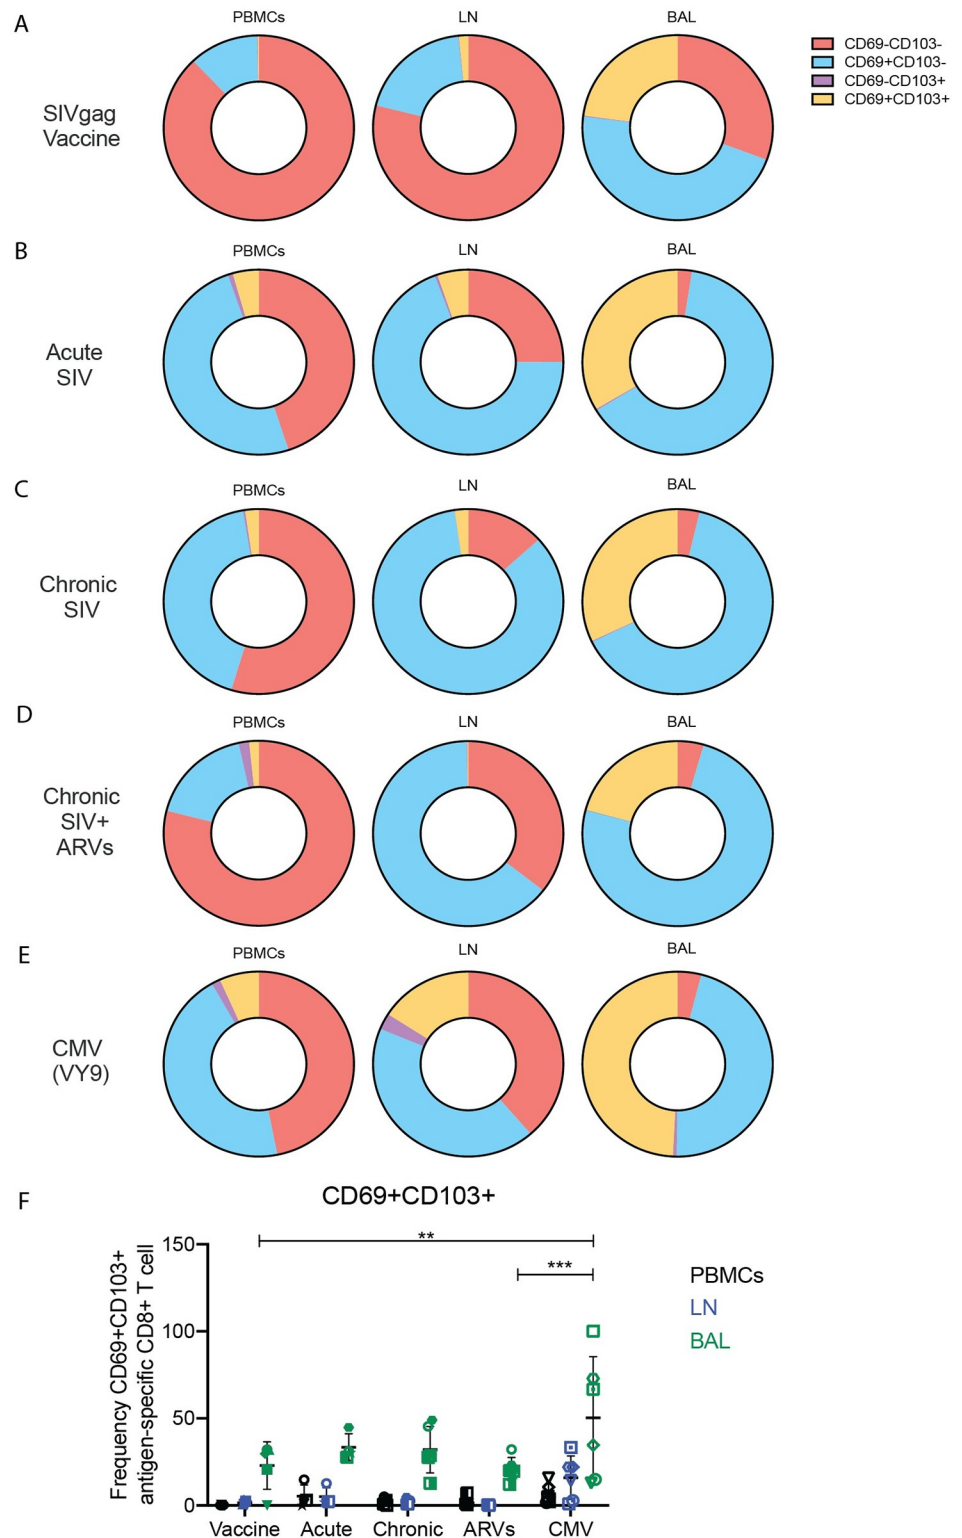 A
PBMCs
LN
BAL
CD69-CD103-
CD69+CD103-
CD69-CD103+
CD69+CD103+
SIVgag
Vaccine
B
PBMCs
LN
BAL
Acute
SIV
C
PBMCs
LN
BAL
Chronic
SIV
D
PBMCs
LN
BAL
Chronic
SIV+
ARVs
E
PBMCs
LN
BAL
CMV
(VY9)
F
CD69+CD103+
**
***
Frequency CD69+CD103+
antigen-specific CD8+ T cell
150
100
50
0
Vaccine
Acute
Chronic
ARVs
CMV
PBMCs
LN
BAL